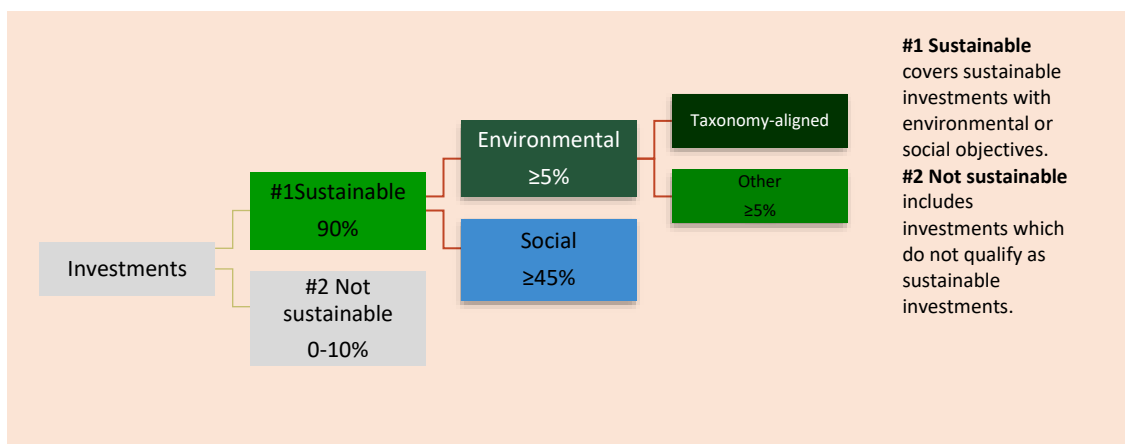 Investments
#1Sustainable
90%
#2 Not
sustainable
0-10%
Environmental
≥5%
Social
≥45%
Taxonomy-aligned
Other
≥5%
#1 Sustainable
covers sustainable
investments with
environmental or
social objectives.
#2 Not sustainable
includes
investments which
do not qualify as
sustainable
investments.